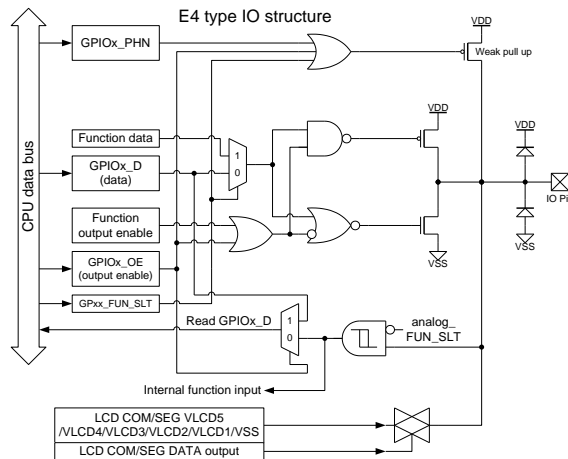 E4 type IO structure
CPU data bus
GPIOx_PHN
VDD
Weak pull up
Function data
GPIOx_D
(data)
1
0
VDD
VDD
IO Pi
Function
output enable
GPIOx_OE
(output enable)
VSS
VSS
GPxx_FUN_SLT
Read GPIOx_D
1
0
analog_
FUN_SLT
Internal function input
LCD COM/SEG VLCD5
/VLCD4/VLCD3/VLCD2/VLCD1/VSS
LCD COM/SEG DATA output